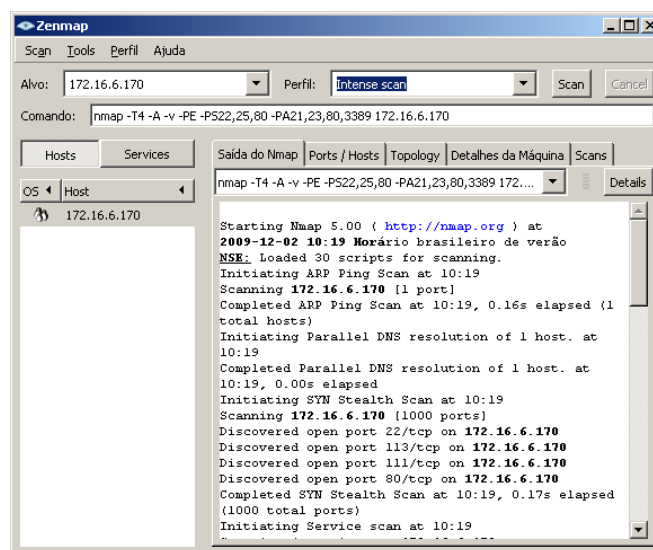 Zenmap
Scan Tools Perfil Ajuda
Alvo: 172.16.6.170 Perfil: Intense scan Scan Cancel
Comando: nmap -T4 -A -v -PE -PS22,25,80 -PA21,23,80,3389 172.16.6.170
Hosts Services
Saída do Nmap Ports / Hosts Topology Detalhes da Máquina Scans
nmap -T4 -A -v -PE -PS22,25,80 -PA21,23,80,3389 172.... Details
OS Host
172.16.6.170
Starting Nmap 5.00 ( http://nmap.org ) at
2009-12-02 10:19 Horário brasileiro de verão
NSE: Loaded 30 scripts for scanning.
Initiating ARP Ping Scan at 10:19
Scanning 172.16.6.170 [1 port]
Completed ARP Ping Scan at 10:19, 0.16s elapsed (1
total hosts)
Initiating Parallel DNS resolution of 1 host. at
10:19
Completed Parallel DNS resolution of 1 host. at
10:19, 0.00s elapsed
Initiating SYN Stealth Scan at 10:19
Scanning 172.16.6.170 [1000 ports]
Discovered open port 22/tcp on 172.16.6.170
Discovered open port 113/tcp on 172.16.6.170
Discovered open port 111/tcp on 172.16.6.170
Discovered open port 80/tcp on 172.16.6.170
Completed SYN Stealth Scan at 10:19, 0.17s elapsed
(1000 total ports)
Initiating Service scan at 10:19